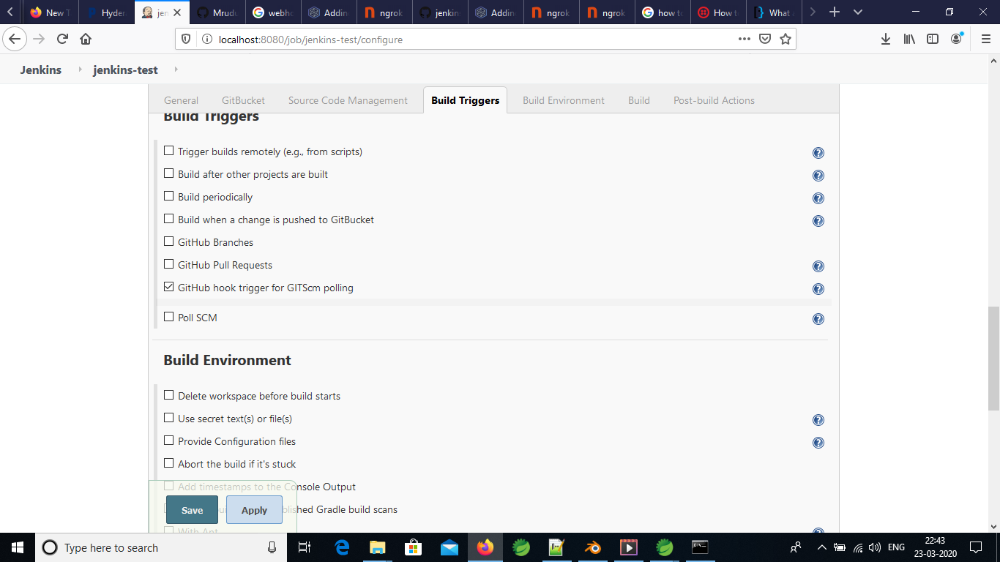 New T
Hyder
jen
Mrudu
webho
Addin
ngrok
jenkin
Addin
ngrok
ngrok
how to
How to
What a
localhost:8080/job/jenkins-test/configure
Jenkins
jenkins-test
General
GitBucket
Source Code Management
Build Triggers
Build Environment
Build
Post-build Actions
Build Triggers
Trigger builds remotely (e.g., from scripts)
Build after other projects are built
Build periodically
Build when a change is pushed to GitBucket
GitHub Branches
GitHub Pull Requests
GitHub hook trigger for GITScm polling
Poll SCM
Build Environment
Delete workspace before build starts
Use secret text(s) or file(s)
Provide Configuration files
Abort the build if it's stuck
Add timestamps to the Console Output
Gradle build scans
Save
Apply
With Ant
Type here to search
ENG
22:43
23-03-2020